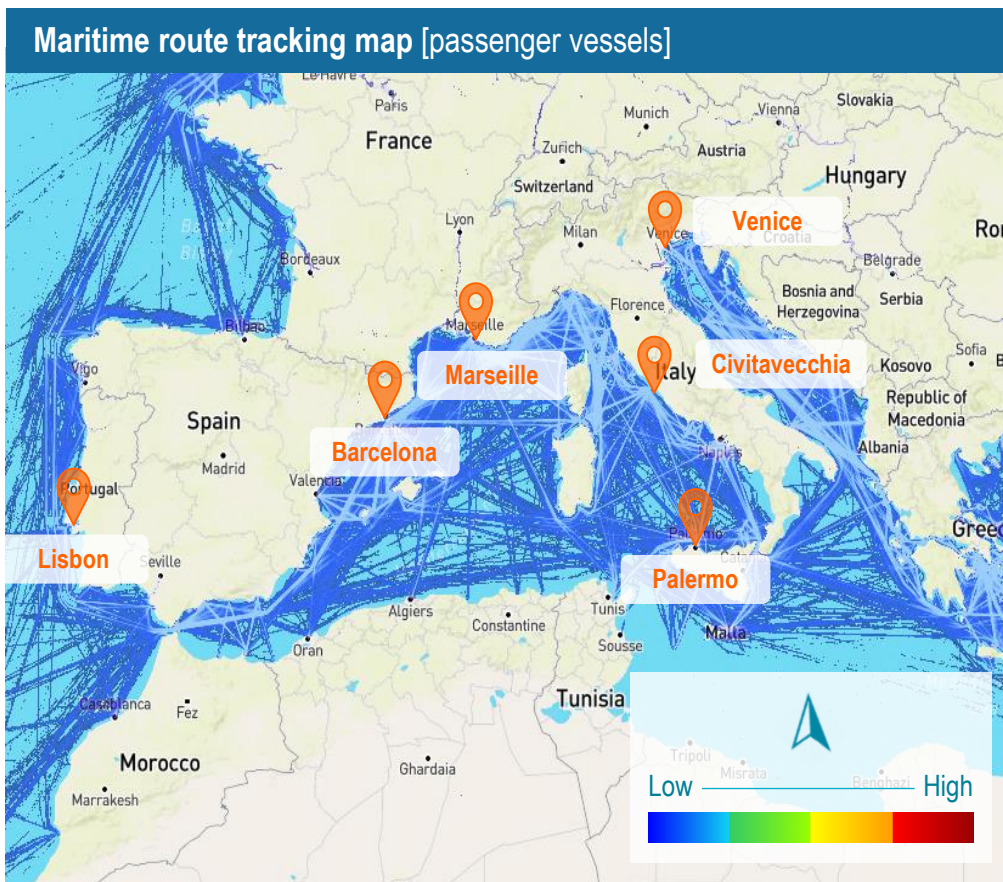 Maritime route tracking map [passenger vessels]
Le Havre
Paris
France
Munich
Vienna
Slovakia
Zurich
Austria
Switzerland
Hungary
Lyon
Milan
Venice
Venice
Croatia
Bordeaux
Belgrade
Bosnia and
Herzegovina
Serbia
Florence
Marseille
Bilbao
Marseille
Civitavecchia
Italy
Kosovo
Sofia
Vigo
Republic of
Macedonia
Spain
Barcelona
Naples
Albania
Madrid
Valencia
Portugal
Greec
Lisbon
Seville
Palermo
Palermo
Algiers
Constantine
Tunis
Malla
Oran
Sousse
Tunisia
Casablanca
Fez
Morocco
Ghardaia
Tripoli
Misrata
Benghazi
Marrakesh
Low
High